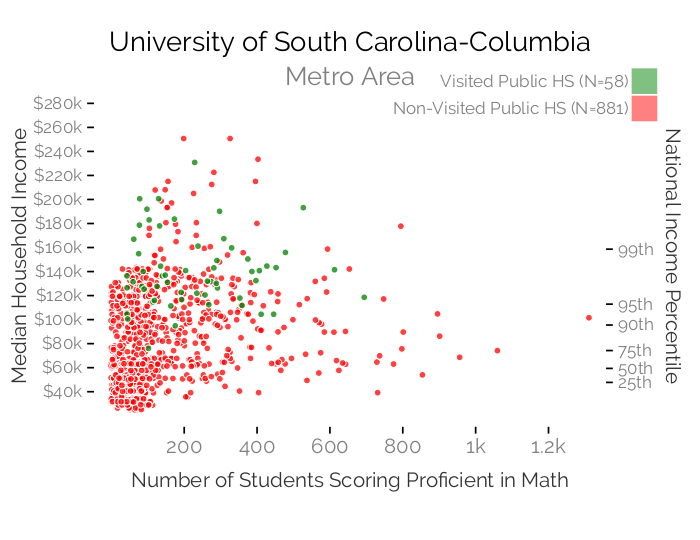 University of South Carolina-Columbia
Metro Area
Visited Public HS (N=58)
Non-Visited Public HS (N=881)
Median Household Income
$280k
$260k
$240k
$220k
$200k
$180k
$160k
$140k
$120k
$100k
$80k
$60k
$40k
National Income Percentile
99th
95th
90th
75th
50th
25th
200
400
600
800
1k
1.2k
Number of Students Scoring Proficient in Math